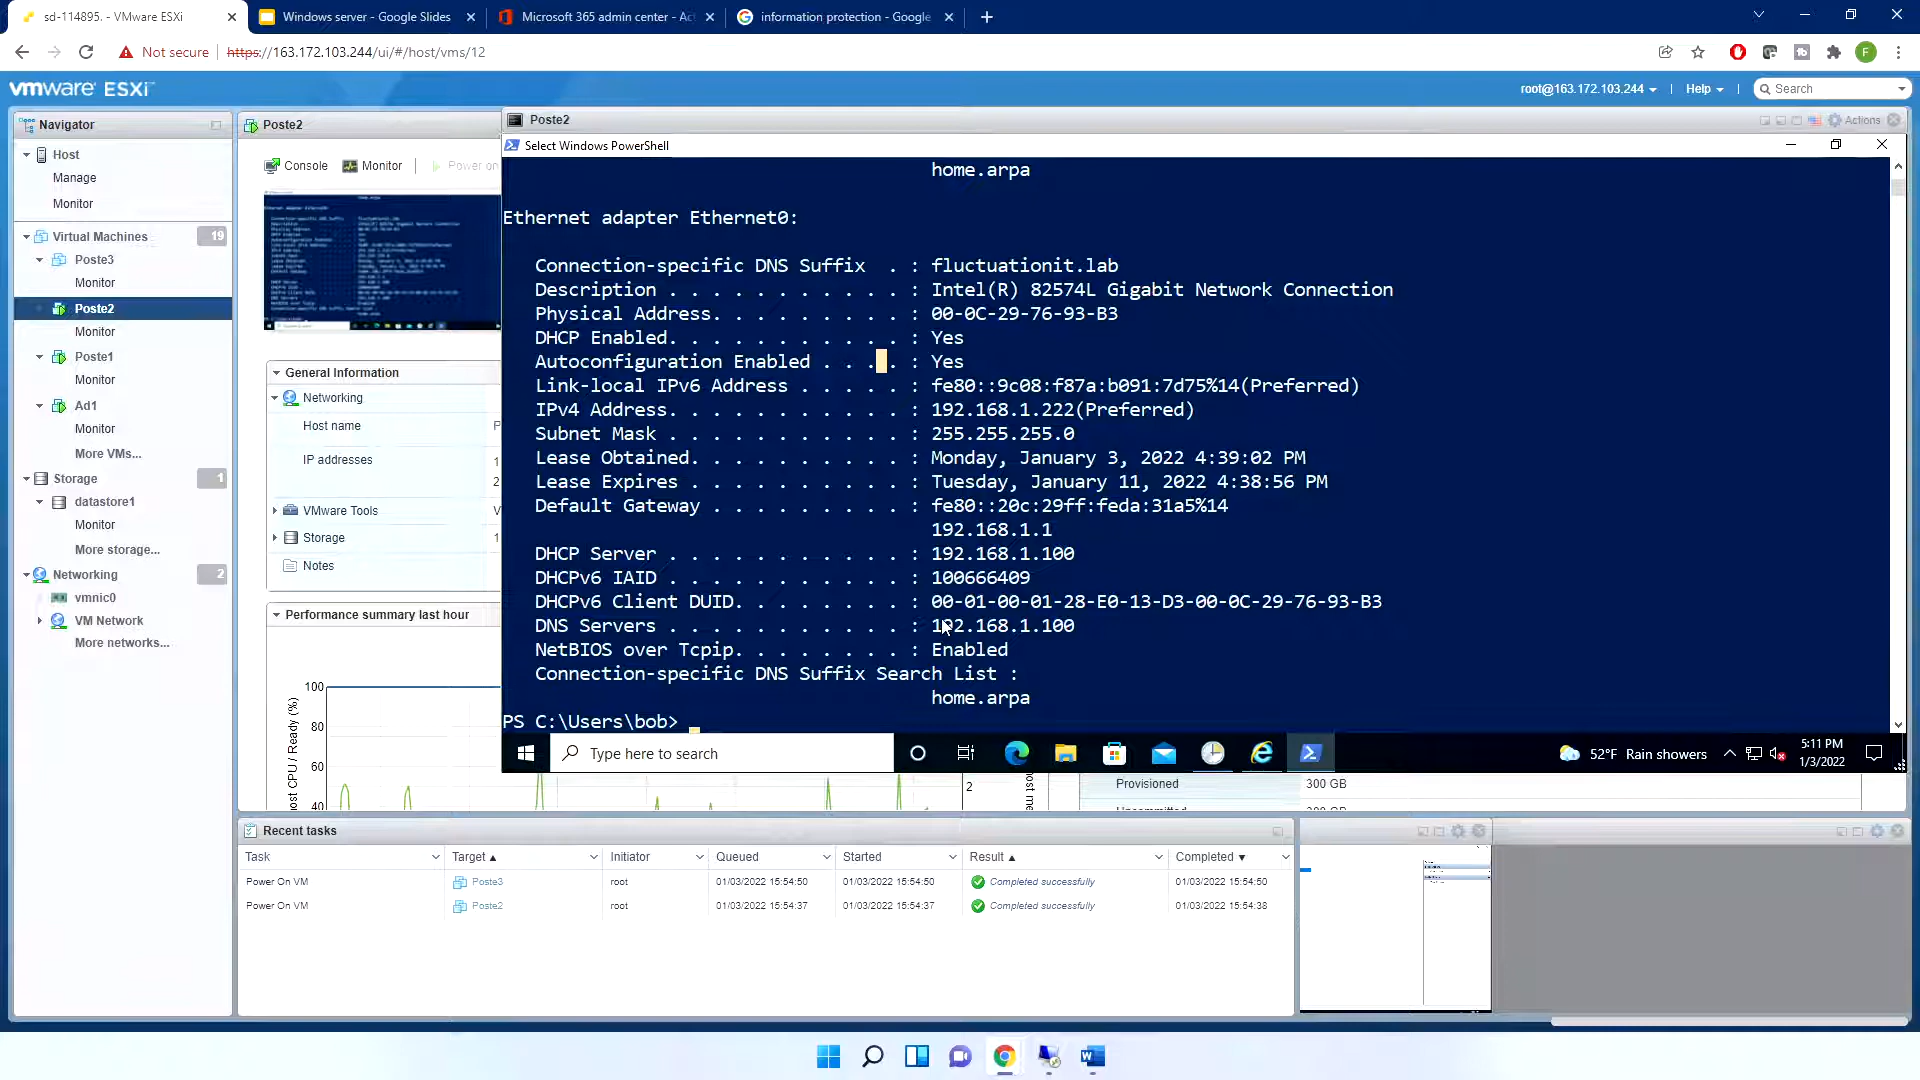 sd-114895. - VMware ESXi
Windows server - Google Slides
Microsoft 365 admin center - Ac
information protection - Google
Not secure
https://163.172.103.244/ui/#/host/vms/12
F
vmware ESXi
root@163.172.103.244
Help
Search
Navigator
Host
Manage
Monitor
Virtual Machines 19
Poste3
Monitor
Poste2
Monitor
Poste1
Monitor
Ad1
Monitor
More VMs...
Storage 1
datastore1
Monitor
More storage...
Networking 2
vmnic0
VM Network
More networks...
Poste2
Console
Monitor
Power on
General Information
Networking
Host name
IP addresses
VMware Tools
Storage
Notes
Performance summary last hour
100
80
60
40
Poste2
Actions
Select Windows PowerShell
home.arpa
Ethernet adapter Ethernet0:
Connection-specific DNS Suffix . : fluctuationit.lab
Description . . . . . . . . . . . : Intel(R) 82574L Gigabit Network Connection
Physical Address. . . . . . . . . : 00-0C-29-76-93-B3
DHCP Enabled. . . . . . . . . . . : Yes
Autoconfiguration Enabled . . . . : Yes
Link-local IPv6 Address . . . . . : fe80::9c08:f87a:b091:7d75%14(Preferred)
IPv4 Address. . . . . . . . . . . : 192.168.1.222(Preferred)
Subnet Mask . . . . . . . . . . . : 255.255.255.0
Lease Obtained. . . . . . . . . . : Monday, January 3, 2022 4:39:02 PM
Lease Expires . . . . . . . . . . : Tuesday, January 11, 2022 4:38:56 PM
Default Gateway . . . . . . . . . : fe80::20c:29ff:feda:31a5%14
192.168.1.1
DHCP Server . . . . . . . . . . . : 192.168.1.100
DHCPv6 IAID . . . . . . . . . . . : 100666409
DHCPv6 Client DUID. . . . . . . . : 00-01-00-01-28-E0-13-D3-00-0C-29-76-93-B3
DNS Servers . . . . . . . . . . . : 192.168.1.100
NetBIOS over Tcpip. . . . . . . . : Enabled
Connection-specific DNS Suffix Search List :
home.arpa
PS C:\Users\bob>
Type here to search
52°F Rain showers
5:11 PM
1/3/2022
2
Provisioned 300 GB
Recent tasks
Task Target Initiator Queued Started Result Completed
Power On VM Poste3 root 01/03/2022 15:54:50 01/03/2022 15:54:50 Completed successfully 01/03/2022 15:54:50
Power On VM Poste2 root 01/03/2022 15:54:37 01/03/2022 15:54:37 Completed successfully 01/03/2022 15:54:38